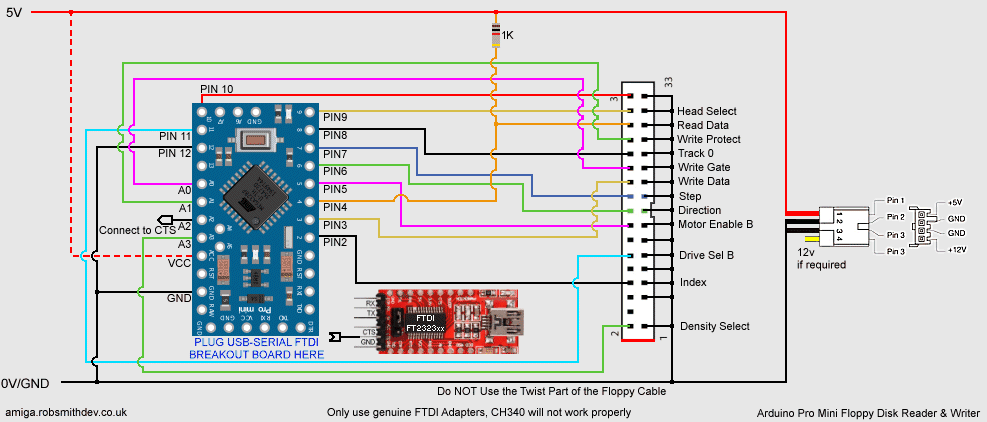 5V
1K
33
PIN 10
3
Head Select
PIN9
Read Data
PIN 11
PIN8
Write Protect
PIN 12
PIN7
Track 0
PIN6
Write Gate
A0
PIN5
Write Data
A1
PIN4
Step
Direction
A2
PIN3
Motor Enable B
Connect to CTS
A3
PIN2
Drive Sel B
VCC
Index
GND
Density Select
2
1
Pro mini
PLUG USB-SERIAL FTDI
BREAKOUT BOARD HERE
RX
TX
CTS
GND
FTDI
FT2323xx
Pin 1
+5V
1
2
Pin 2
GND
3
Pin 3
GND
4
Pin 3
+12V
12v
if required
0V/GND
Do NOT Use the Twist Part of the Floppy Cable
amiga.robsmithdev.co.uk
Only use genuine FTDI Adapters, CH340 will not work properly
Arduino Pro Mini Floppy Disk Reader & Writer